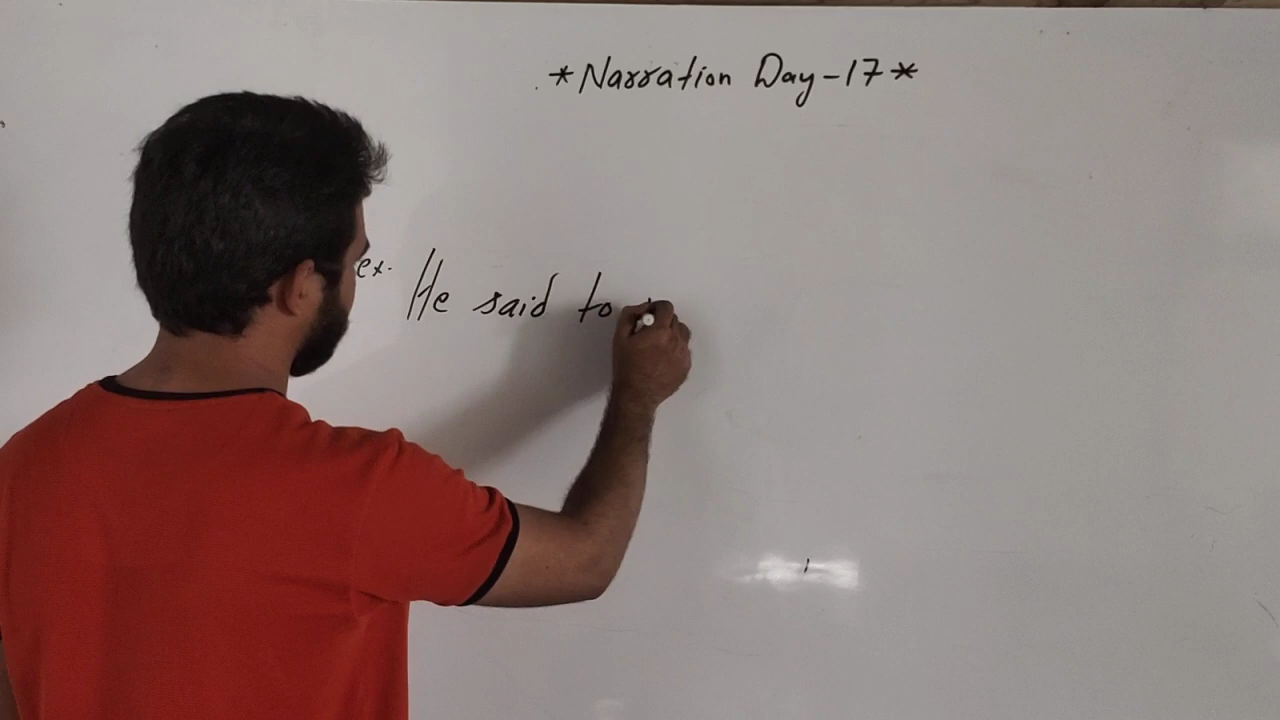 *Narration Day-17*
ex. He said to